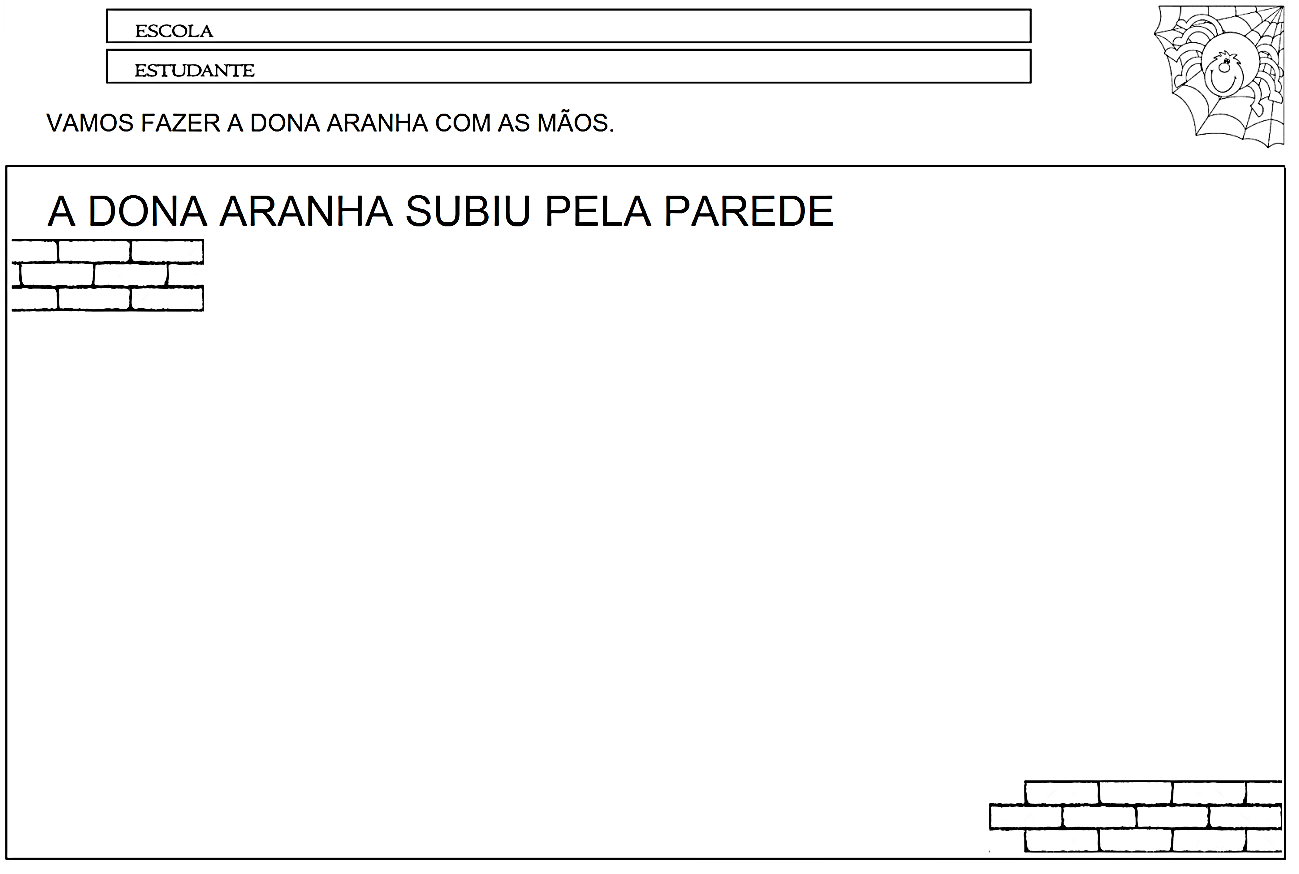 ESCOLA
ESTUDANTE
VAMOS FAZER A DONA ARANHA COM AS MÃOS.
A DONA ARANHA SUBIU PELA PAREDE